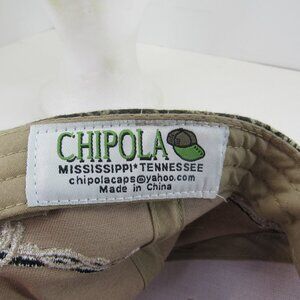 CHIPOLA
MISSISSIPPI*TENNESSEE
chipolacaps@yahoo.com
Made in China